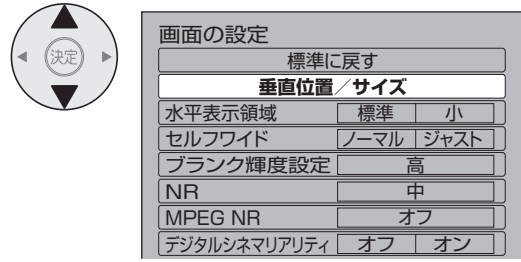 決定
画面の設定
標準に戻す
垂直位置／サイズ
水平表示領域 標準 小
セルフワイド ノーマル ジャスト
ブランク輝度設定 高
NR 中
MPEG NR オフ
デジタルシネマリアリティ オフ オン